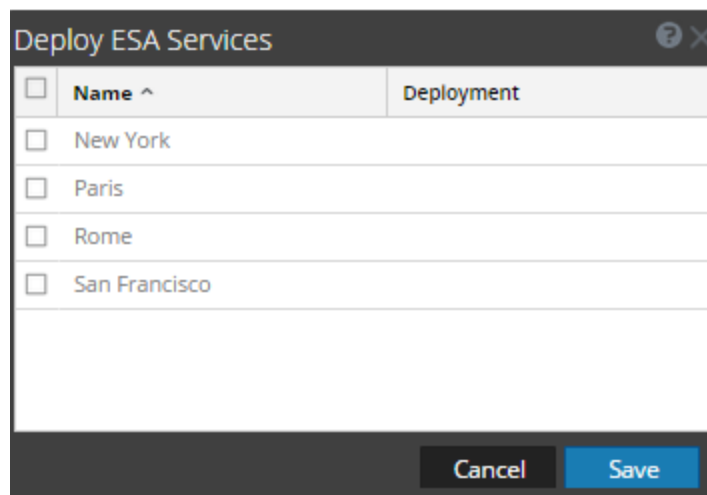 Deploy ESA Services
Name Deployment
New York
Paris
Rome
San Francisco
Cancel Save